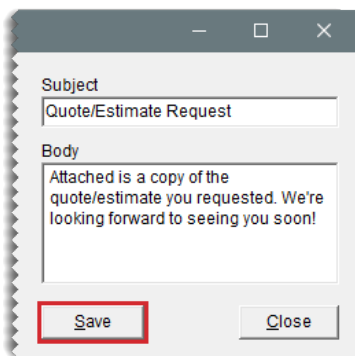 Subject
Quote/Estimate Request
Body
Attached is a copy of the
quote/estimate you requested. We're
looking forward to seeing you soon!
Save
Close